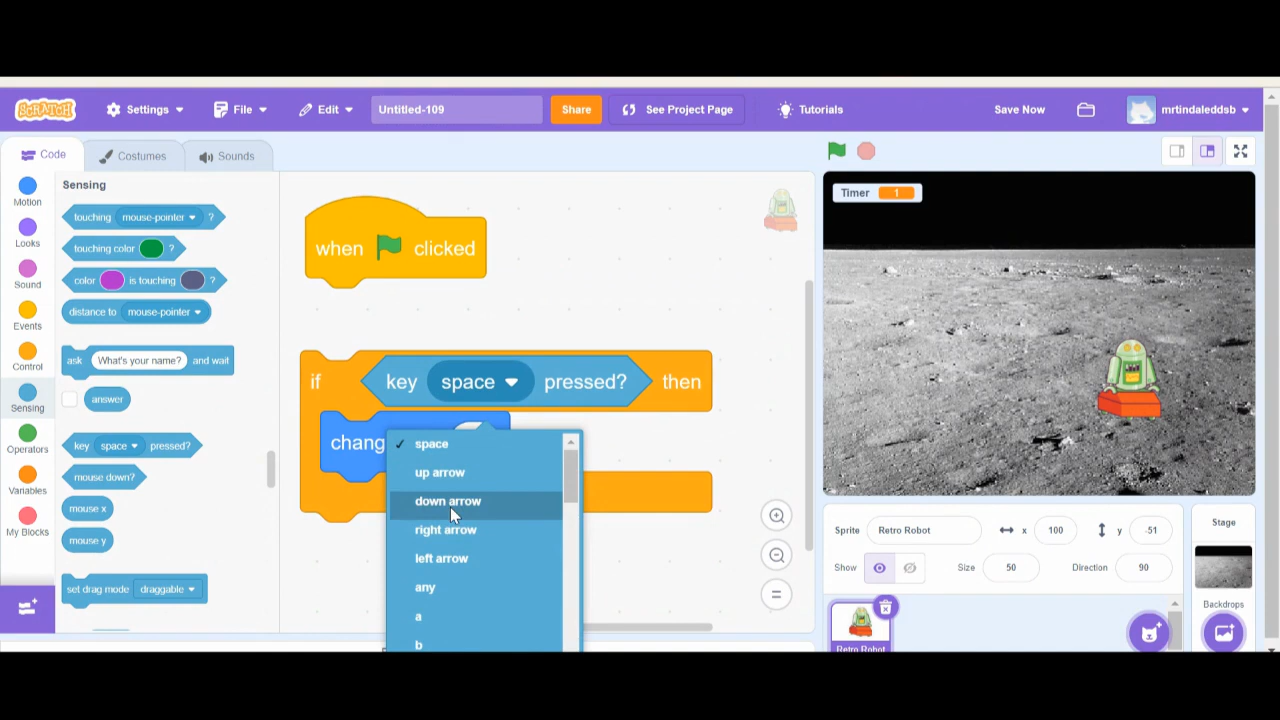 SCRATCH Settings File Edit Untitled-109 Share See Project Page Tutorials Save Now mrtindaleddsb
Code Costumes Sounds
Motion
Looks
Sound
Events
Control
Sensing
Operators
Variables
My Blocks
Sensing
touching mouse-pointer ?
touching color ?
color is touching ?
distance to mouse-pointer
ask What's your name? and wait
answer
key space pressed?
mouse down?
mouse x
mouse y
set drag mode draggable
when clicked
if key space pressed? then
chang
✓ space
up arrow
down arrow
right arrow
left arrow
any
a
b
Timer 1
Sprite Retro Robot x 100 y -51
Show Size 50 Direction 90
Retro Robot
Stage
Backdrops